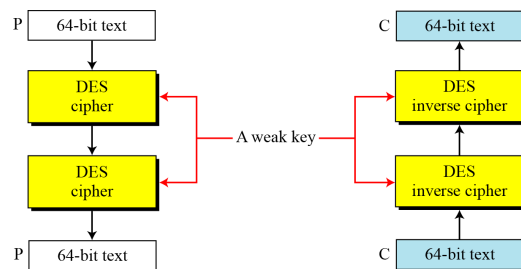 P 64-bit text
DES
cipher
DES
cipher
P 64-bit text
A weak key
C 64-bit text
DES
inverse cipher
DES
inverse cipher
C 64-bit text